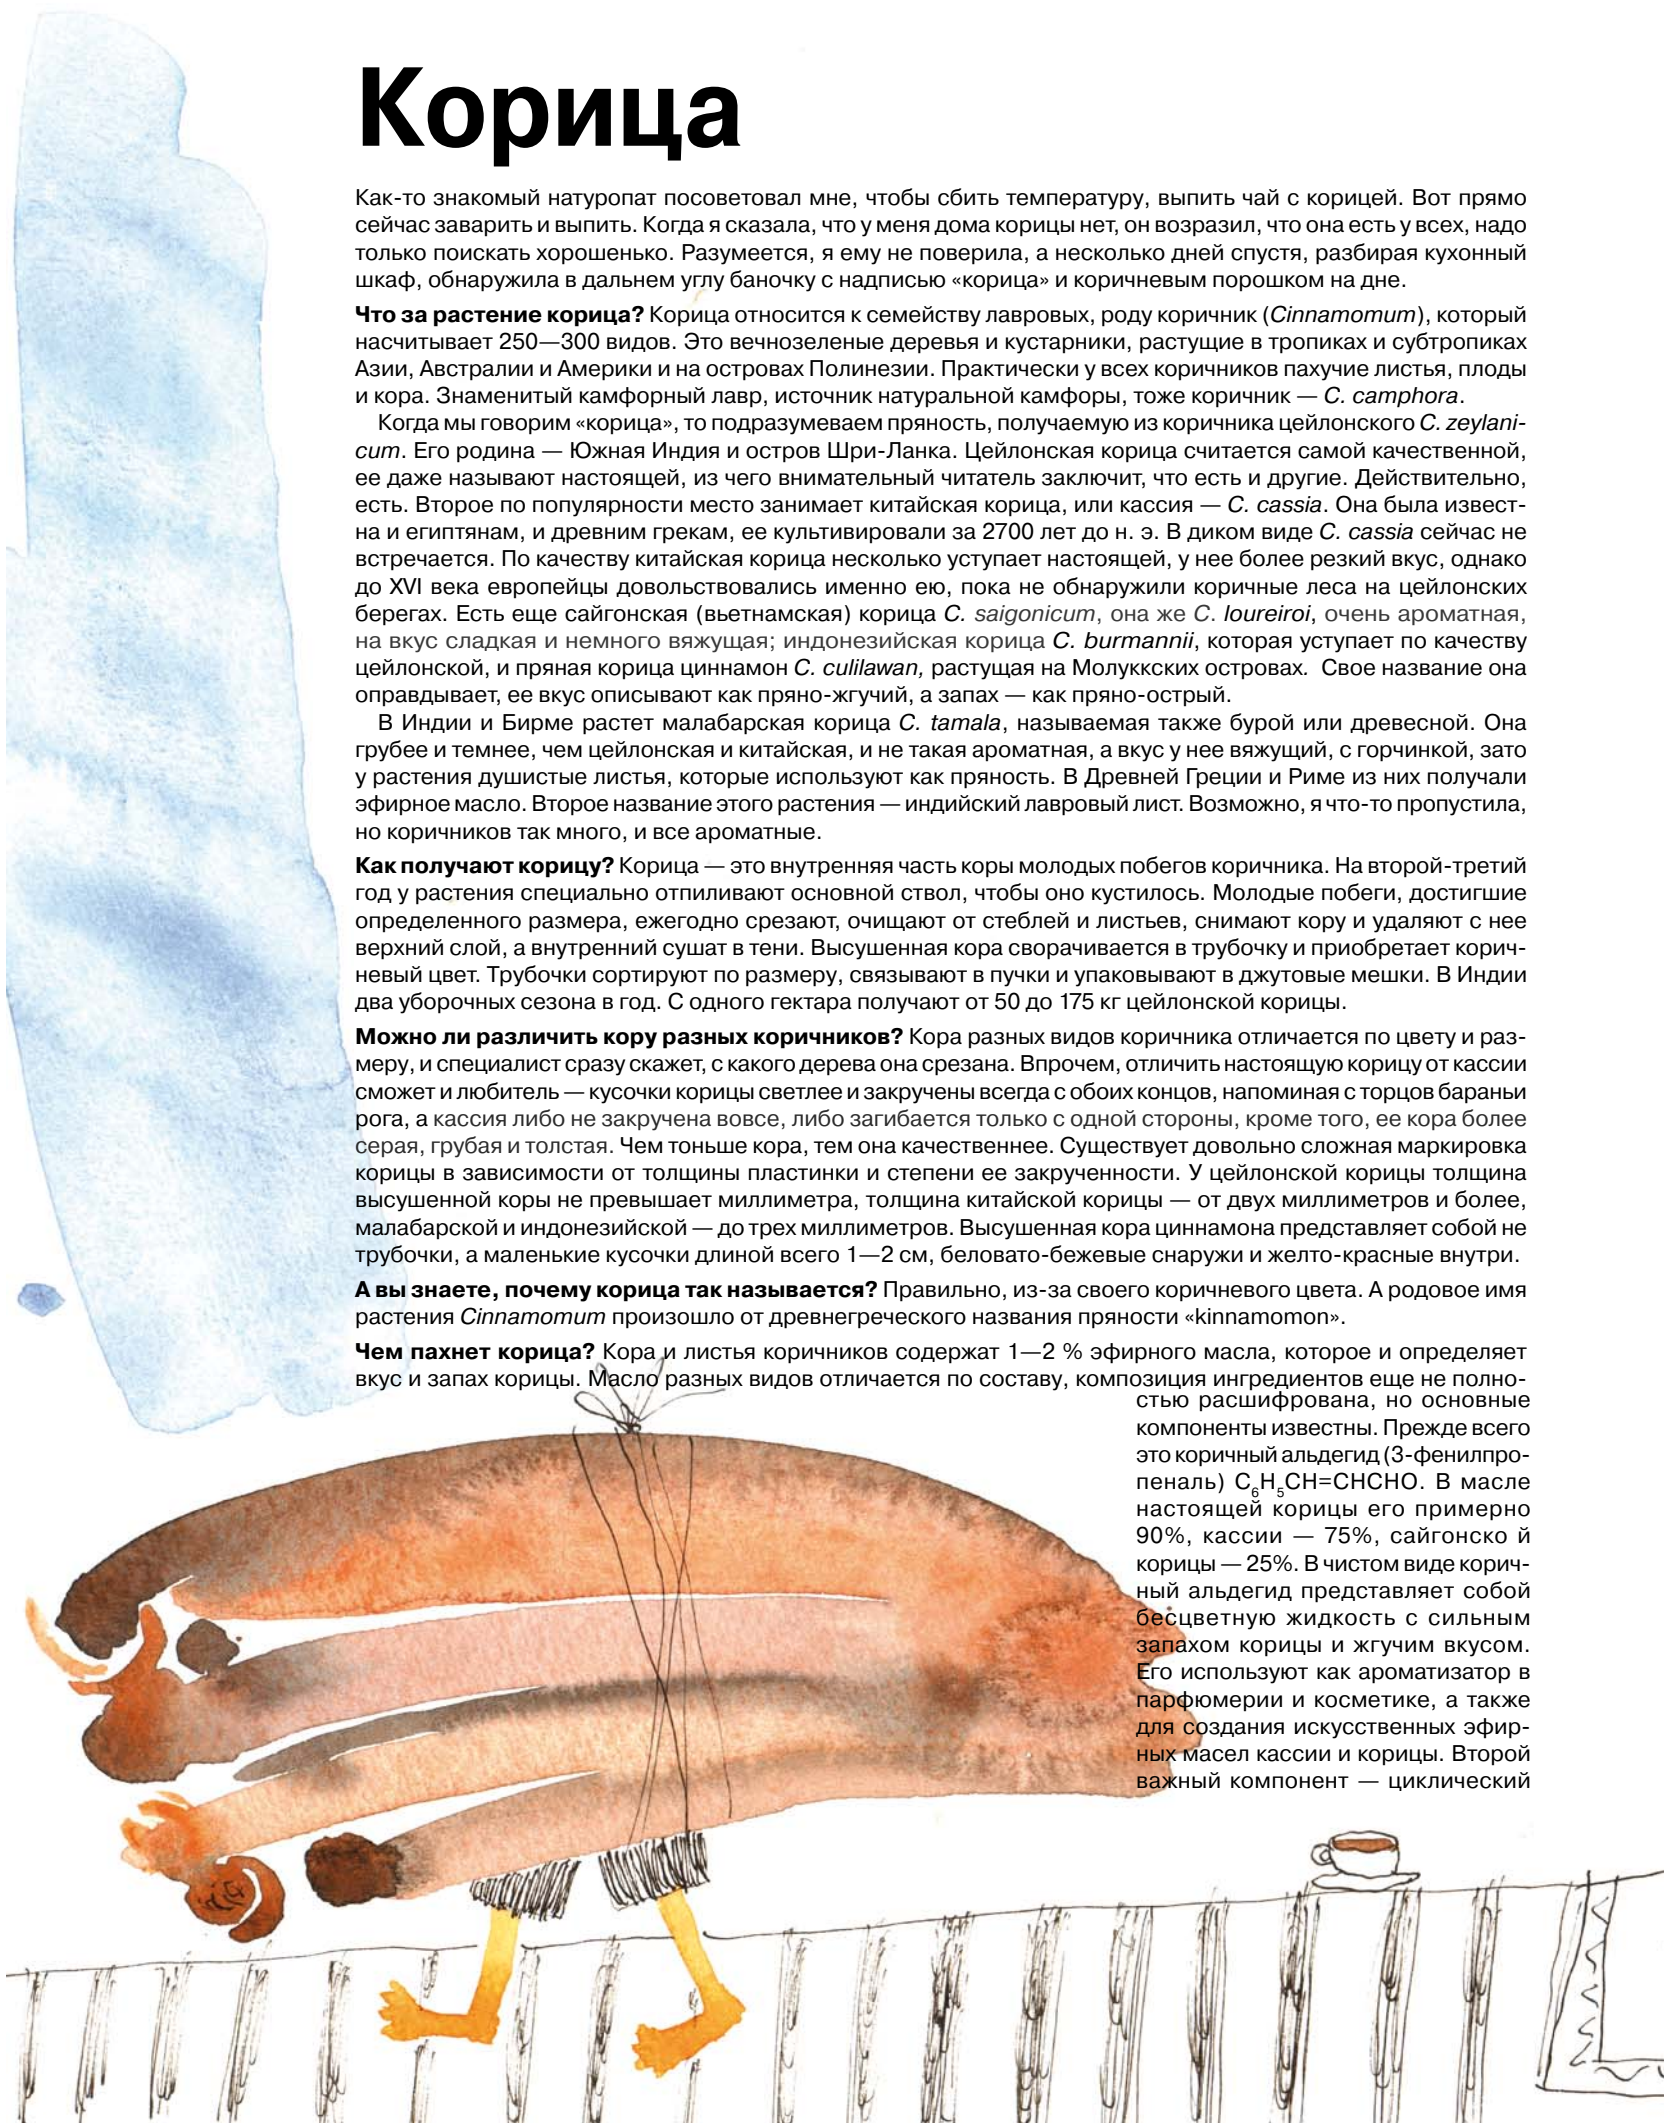 Корица
Как-то знакомый натуропат посоветовал мне, чтобы сбить температуру, выпить чай с корицей. Вот прямо
сейчас заварить и выпить. Когда я сказала, что у меня дома корицы нет, он возразил, что она есть у всех, надо
только поискать хорошенько. Разумеется, я ему не поверила, а несколько дней спустя, разбирая кухонный
шкаф, обнаружила в дальнем углу баночку с надписью «корица» и коричневым порошком на дне.
Что за растение корица? Корица относится к семейству лавровых, роду коричник (Cinnamomum), который
насчитывает 250—300 видов. Это вечнозеленые деревья и кустарники, растущие в тропиках и субтропиках
Азии, Австралии и Америки и на островах Полинезии. Практически у всех коричников пахучие листья, плоды
и кора. Знаменитый камфорный лавр, источник натуральной камфоры, тоже коричник — C. camphora.
Когда мы говорим «корица», то подразумеваем пряность, получаемую из коричника цейлонского C. zeylani-
cum. Его родина — Южная Индия и остров Шри-Ланка. Цейлонская корица считается самой качественной,
ее даже называют настоящей, из чего внимательный читатель заключит, что есть и другие. Действительно,
есть. Второе по популярности место занимает китайская корица, или кассия — C. cassia. Она была извест-
на и египтянам, и древним грекам, ее культивировали за 2700 лет до н. э. В диком виде C. cassia сейчас не
встречается. По качеству китайская корица несколько уступает настоящей, у нее более резкий вкус, однако
до XVI века европейцы довольствовались именно ею, пока не обнаружили коричные леса на цейлонских
берегах. Есть еще сайгонская (вьетнамская) корица C. saigonicum, она же C. loureiroi, очень ароматная,
на вкус сладкая и немного вяжущая; индонезийская корица C. burmannii, которая уступает по качеству
цейлонской, и пряная корица циннамон C. culilawan, растущая на Молуккских островах. Свое название она
оправдывает, ее вкус описывают как пряно-жгучий, а запах — как пряно-острый.
В Индии и Бирме растет малабарская корица C. tamala, называемая также бурой или древесной. Она
грубее и темнее, чем цейлонская и китайская, и не такая ароматная, а вкус у нее вяжущий, с горчинкой, зато
у растения душистые листья, которые используют как пряность. В Древней Греции и Риме из них получали
эфирное масло. Второе название этого растения — индийский лавровый лист. Возможно, я что-то пропустила,
но коричников так много, и все ароматные.
Как получают корицу? Корица — это внутренняя часть коры молодых побегов коричника. На второй-третий
год у растения специально отпиливают основной ствол, чтобы оно кустилось. Молодые побеги, достигшие
определенного размера, ежегодно срезают, очищают от стеблей и листьев, снимают кору и удаляют с нее
верхний слой, а внутренний сушат в тени. Высушенная кора сворачивается в трубочку и приобретает корич-
невый цвет. Трубочки сортируют по размеру, связывают в пучки и упаковывают в джутовые мешки. В Индии
два уборочных сезона в год. С одного гектара получают от 50 до 175 кг цейлонской корицы.
Можно ли различить кору разных коричников? Кора разных видов коричника отличается по цвету и раз-
меру, и специалист сразу скажет, с какого дерева она срезана. Впрочем, отличить настоящую корицу от кассии
сможет и любитель — кусочки корицы светлее и закручены всегда с обоих концов, напоминая с торцов бараньи
рога, а кассия либо не закручена вовсе, либо загибается только с одной стороны, кроме того, ее кора более
серая, грубая и толстая. Чем тоньше кора, тем она качественнее. Существует довольно сложная маркировка
корицы в зависимости от толщины пластинки и степени ее закрученности. У цейлонской корицы толщина
высушенной коры не превышает миллиметра, толщина китайской корицы — от двух миллиметров и более,
малабарской и индонезийской — до трех миллиметров. Высушенная кора циннамона представляет собой не
трубочки, а маленькие кусочки длиной всего 1—2 см, беловато-бежевые снаружи и желто-красные внутри.
А вы знаете, почему корица так называется? Правильно, из-за своего коричневого цвета. А родовое имя
растения Cinnamomum произошло от древнегреческого названия пряности «kinnamomon».
Чем пахнет корица? Кора и листья коричников содержат 1—2 % эфирного масла, которое и определяет
вкус и запах корицы. Масло разных видов отличается по составу, композиция ингредиентов еще не полно-
стью расшифрована, но основные
компоненты известны. Прежде всего
это коричный альдегид (3-фенилпро-
пеналь) C₆H₅CH=CHCHO. В масле
настоящей корицы его примерно
90%, кассии — 75%, сайгонско й
корицы — 25%. В чистом виде корич-
ный альдегид представляет собой
бесцветную жидкость с сильным
запахом корицы и жгучим вкусом.
Его используют как ароматизатор в
парфюмерии и косметике, а также
для создания искусственных эфир-
ных масел кассии и корицы. Второй
важный компонент — циклический